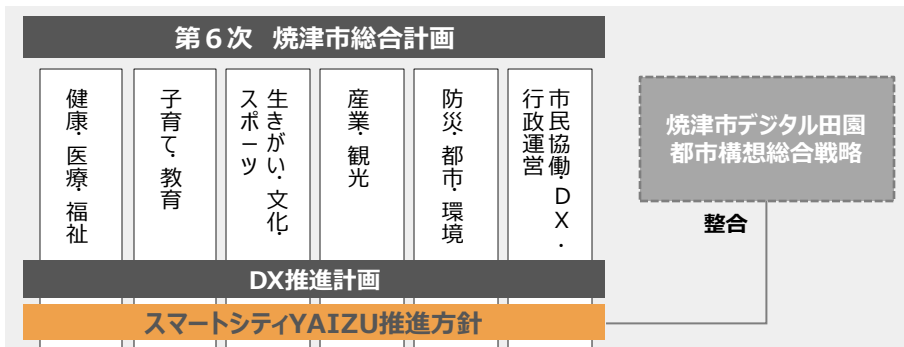 第６次 焼津市総合計画
健康・医療・福祉
子育て・教育
生きがい・文化・
スポーツ
産業・観光
防災・都市・環境
市民協働・ＤＸ・
行政運営
焼津市デジタル田園
都市構想総合戦略
整合
DX推進計画
スマートシティYAIZU推進方針